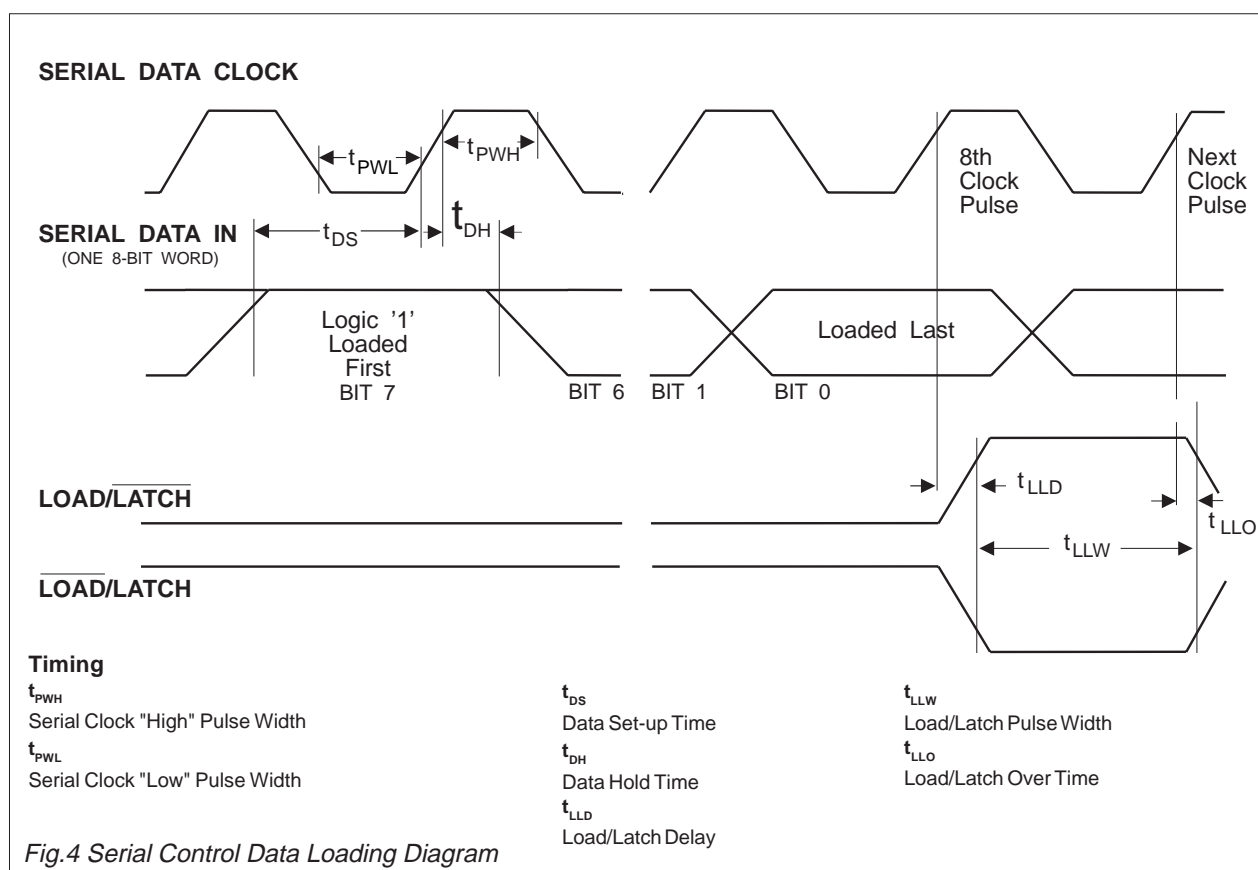 SERIAL DATA CLOCK
tPWL
tPWH
8th
Clock
Pulse
Next
Clock
Pulse
SERIAL DATA IN
(ONE 8-BIT WORD)
tDS
tDH
Logic '1'
Loaded
First
BIT 7
BIT 6
BIT 1
BIT 0
Loaded Last
LOAD/LATCH
tLLD
tLLO
tLLW
LOAD/LATCH
Timing
tPWH
Serial Clock "High" Pulse Width
tPWL
Serial Clock "Low" Pulse Width
tDS
Data Set-up Time
tDH
Data Hold Time
tLLD
Load/Latch Delay
tLLW
Load/Latch Pulse Width
tLLO
Load/Latch Over Time
Fig.4 Serial Control Data Loading Diagram